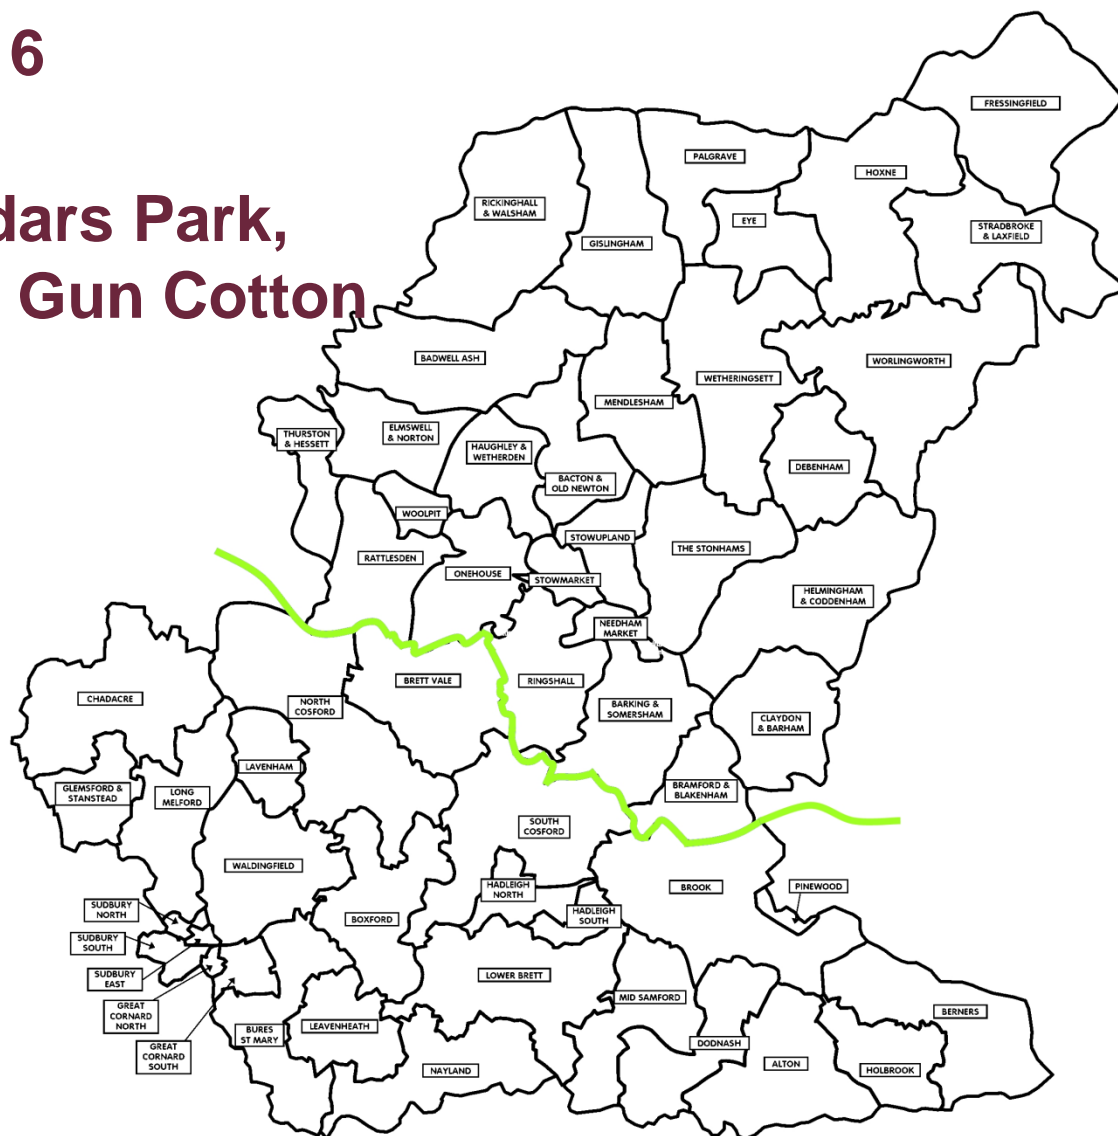 6
dars Park,
Gun Cotton
FRESSINGFIELD
PALGRAVE
HOXNE
RICKINGHALL
& WALSHAM
EYE
STRADBROKE
& LAXFIELD
GISLINGHAM
BADWELL ASH
WORLINGWORTH
WETHERINGSETT
MENDLESHAM
THURSTON
& HESSETT
ELMSWELL
& NORTON
HAUGHLEY &
WETHERDEN
DEBENHAM
BACTON &
OLD NEWTON
WOOLPIT
STOWUPLAND
THE STONHAMS
RATTLESDEN
ONEHOUSE
STOWMARKET
HELMINGHAM
& CODDENHAM
NEEDHAM
MARKET
BRETT VALE
RINGSHALL
CHADACRE
NORTH
COSFORD
BARKING &
SOMERSHAM
CLAYDON
& BARHAM
LAVENHAM
GLEMSFORD &
STANSTEAD
LONG
MELFORD
BRAMFORD &
BLAKENHAM
SOUTH
COSFORD
WALDINGFIELD
HADLEIGH
NORTH
BROOK
PINEWOOD
SUDBURY
NORTH
BOXFORD
HADLEIGH
SOUTH
SUDBURY
SOUTH
SUDBURY
EAST
LOWER BRETT
MID SAMFORD
GREAT
CORNARD
NORTH
BERNERS
BURES
ST MARY
LEAVENHEATH
DODNASH
GREAT
CORNARD
SOUTH
NAYLAND
ALTON
HOLBROOK